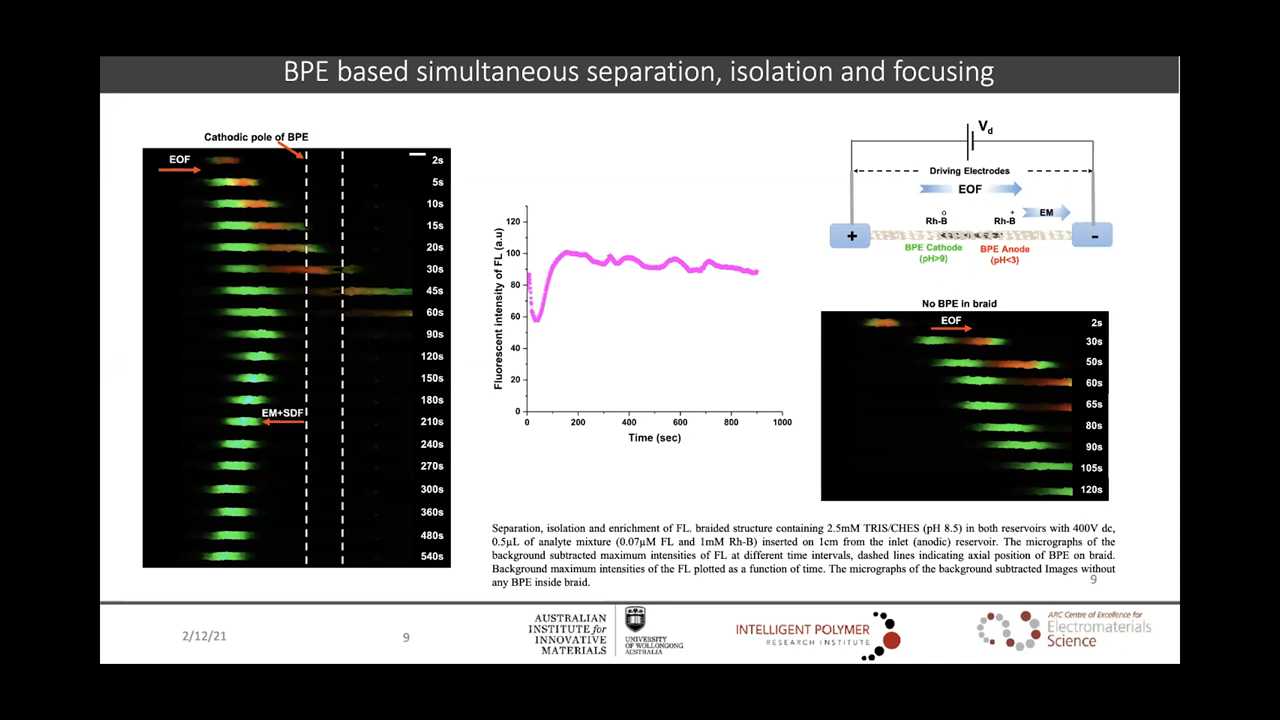 BPE based simultaneous separation, isolation and focusing
Cathodic pole of BPE
EOF
2s
5s
10s
15s
20s
30s
45s
60s
90s
120s
150s
180s
EM+SDF
210s
240s
270s
300s
360s
480s
540s
Fluorescent intensity of FL (a.u)
120
100
80
60
40
20
0
0
200
400
600
800
1000
Time (sec)
Vd
Driving Electrodes
EOF
Rh-B o
Rh-B +
EM
+
-
BPE Cathode
(pH>9)
BPE Anode
(pH<3)
No BPE in braid
EOF
2s
30s
50s
60s
65s
80s
90s
105s
120s
Separation, isolation and enrichment of FL. braided structure containing 2.5mM TRIS/CHES (pH 8.5) in both reservoirs with 400V dc,
0.5µL of analyte mixture (0.07µM FL and 1mM Rh-B) inserted on 1cm from the inlet (anodic) reservoir. The micrographs of the
background subtracted maximum intensities of FL at different time intervals, dashed lines indicating axial position of BPE on braid.
Background maximum intensities of the FL plotted as a function of time. The micrographs of the background subtracted Images without
any BPE inside braid.
9
2/12/21
9
AUSTRALIAN
INSTITUTE for
INNOVATIVE
MATERIALS
UNIVERSITY
OF WOLLONGONG
AUSTRALIA
INTELLIGENT POLYMER
RESEARCH INSTITUTE
ARC Centre of Excellence for
Electromaterials
Science